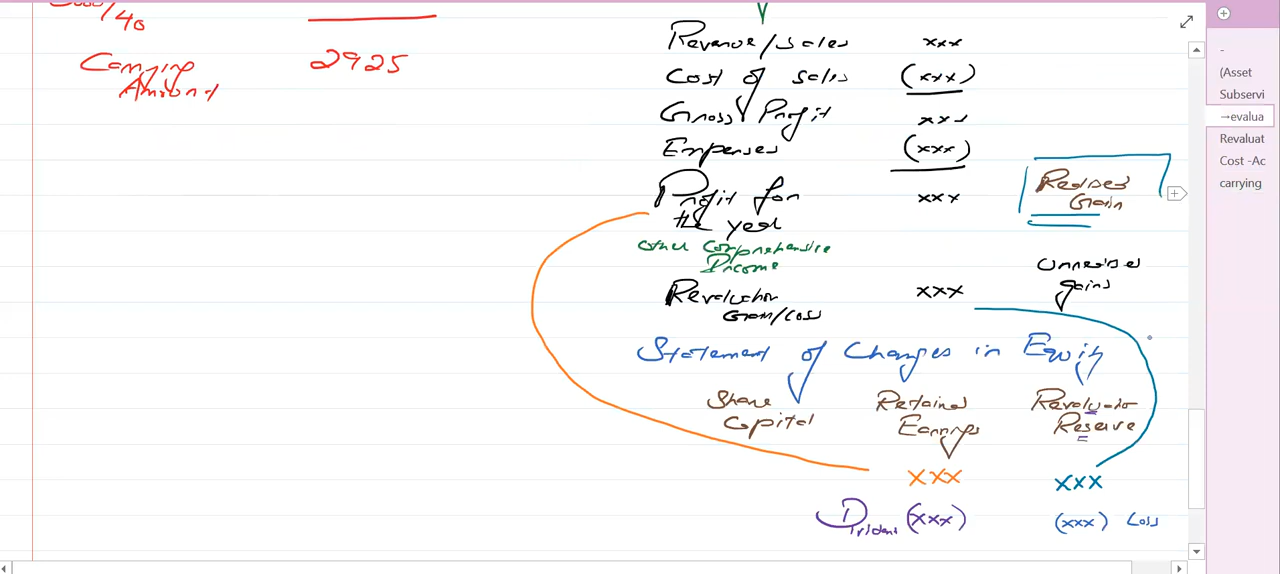 /40
Carrying 2925
Amount
Revenue/Sales xxx
Cost of Sales (xxx)
Gross Profit xxx
Expenses (xxx)
Profit for xxx
the year
Realised
Gain
Other Comprehensive
Income
Unrealised
gains
Revaluation xxx
Gain/Loss
Statement of Changes in Equity
Share Retained Revaluation
Capital Earnings Reserve
xxx xxx
Divident (xxx) (xxx) Loss
-
(Asset
Subservi
→evalua
Revaluat
Cost -Ac
carrying